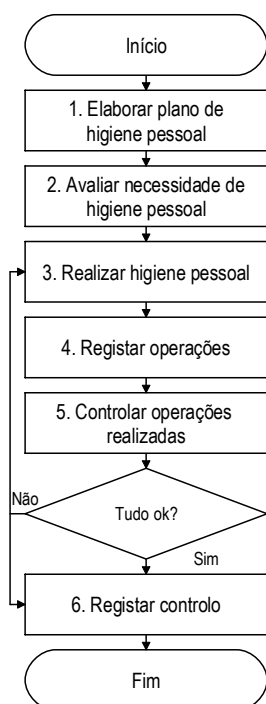 Início
1. Elaborar plano de
higiene pessoal
2. Avaliar necessidade de
higiene pessoal
3. Realizar higiene pessoal
4. Registar operações
5. Controlar operações
realizadas
Não
Tudo ok?
Sim
6. Registar controlo
Fim